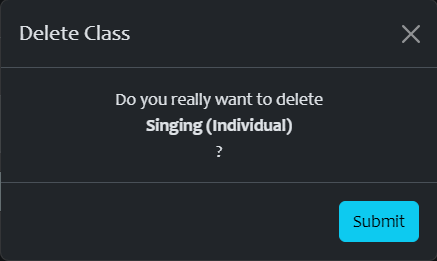 Delete Class
Do you really want to delete
Singing (Individual)
?
Submit